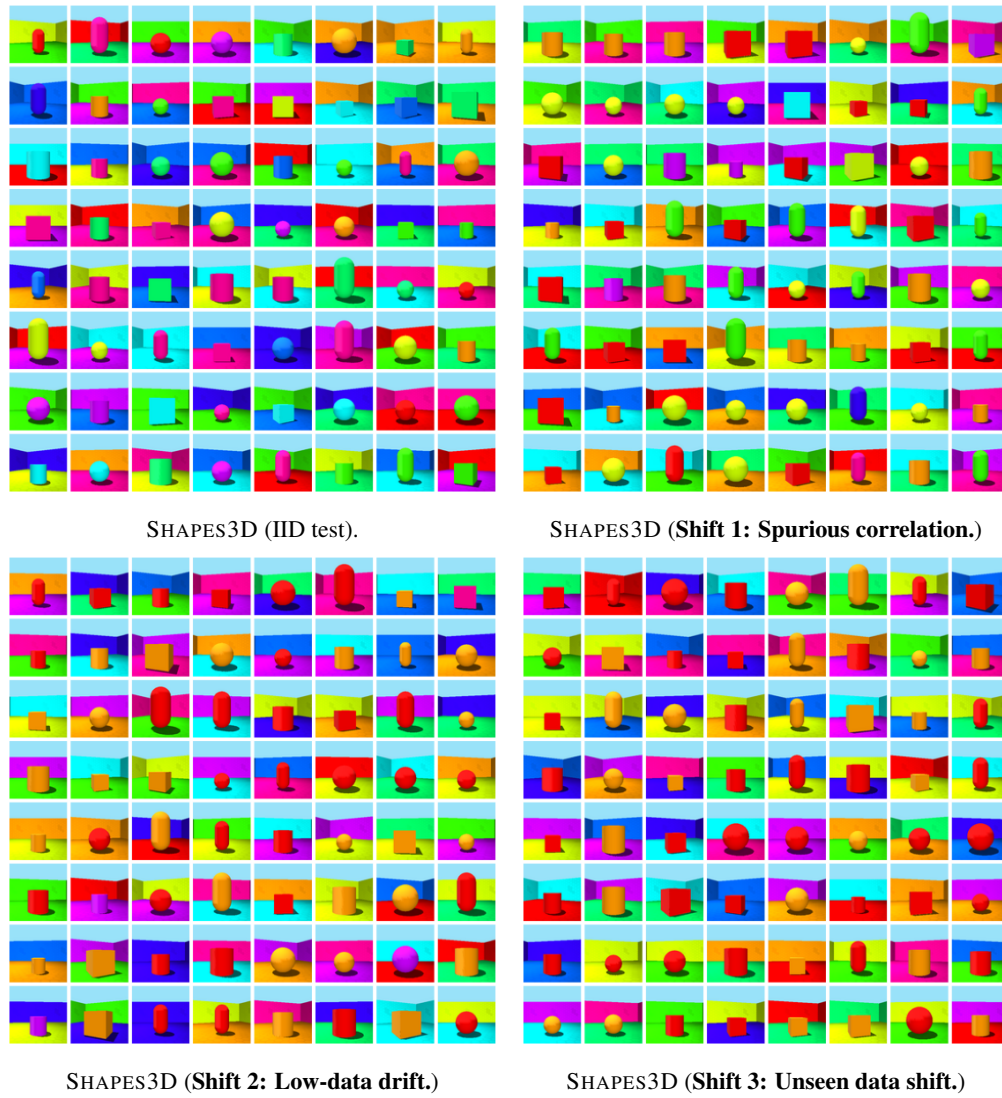 SHAPES3D (IID test).
SHAPES3D (Shift 1: Spurious correlation.)
SHAPES3D (Shift 2: Low-data drift.)
SHAPES3D (Shift 3: Unseen data shift.)